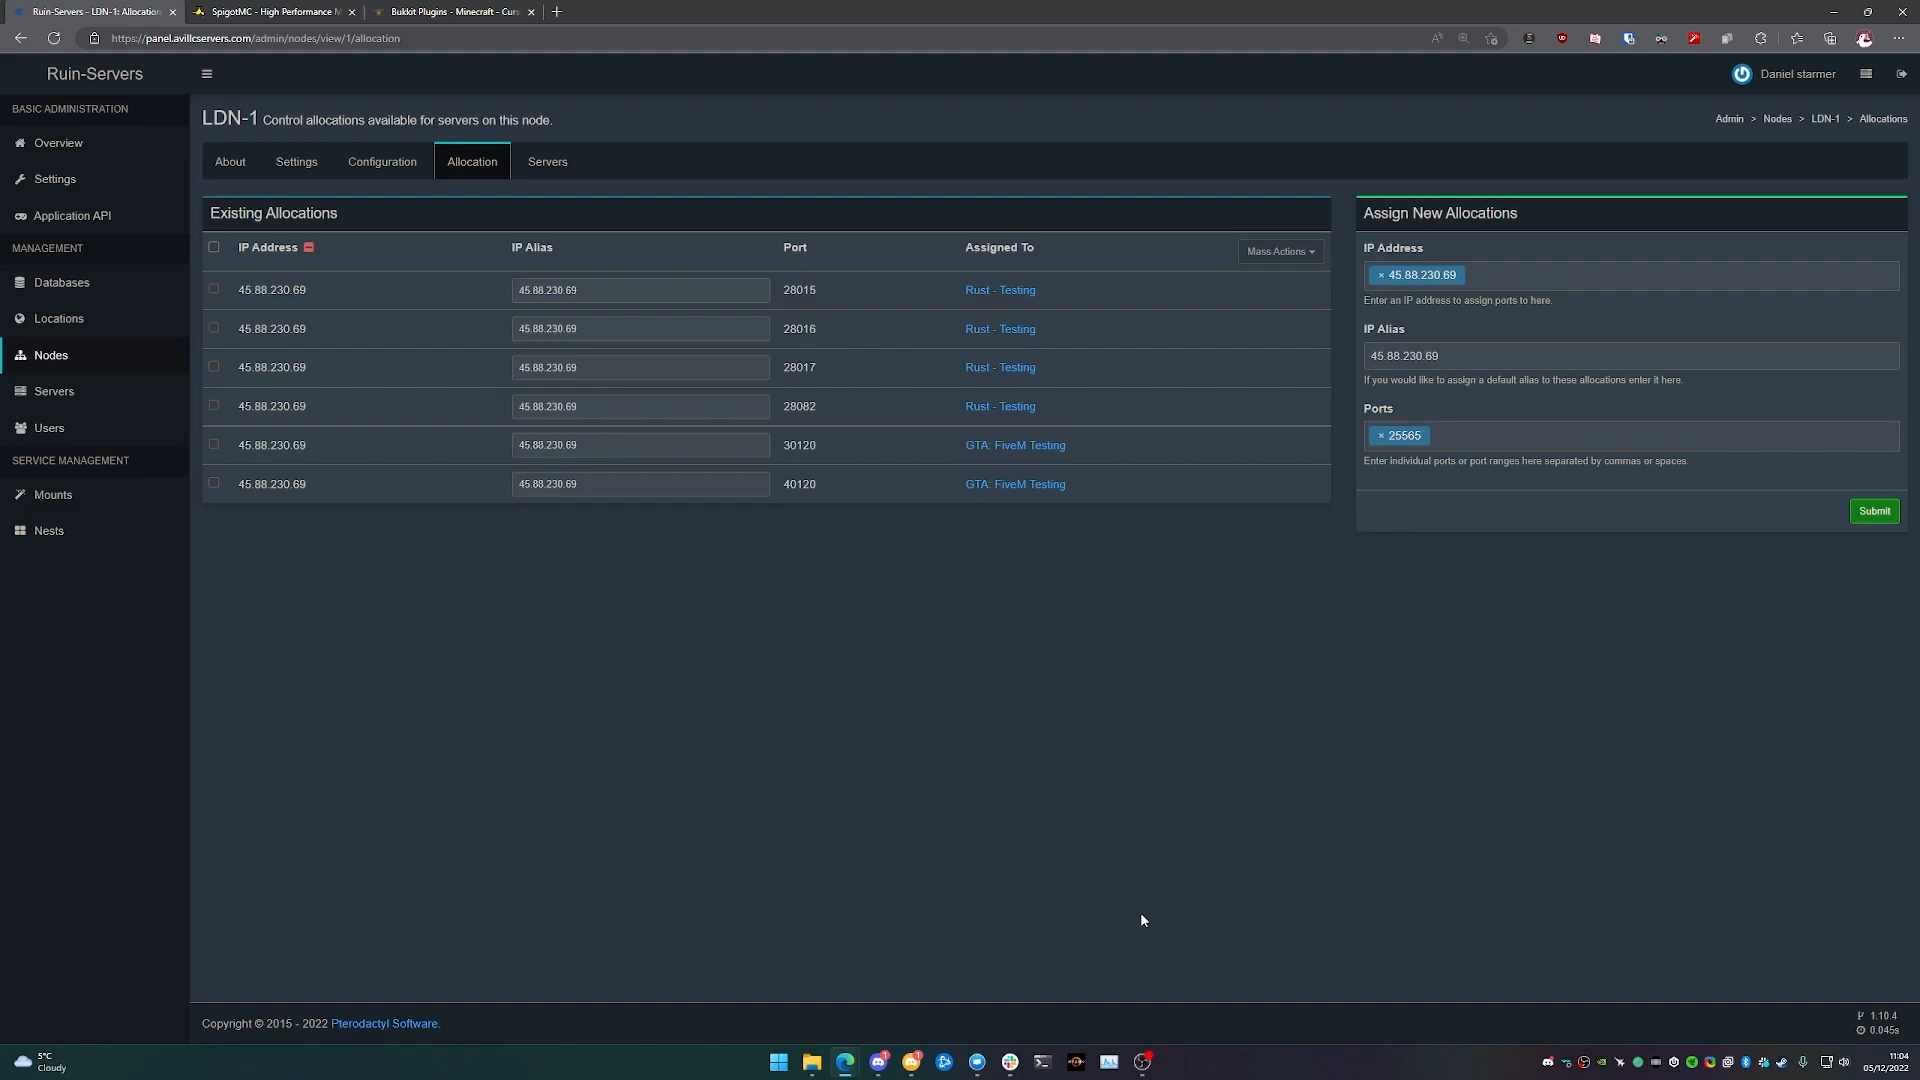 Ruin-Servers - LDN-1: Allocation
SpigotMC - High Performance M
Bukkit Plugins - Minecraft - Curs
https://panel.avillcservers.com/admin/nodes/view/1/allocation
Ruin-Servers
Daniel starmer
BASIC ADMINISTRATION
Overview
Settings
Application API
MANAGEMENT
Databases
Locations
Nodes
Servers
Users
SERVICE MANAGEMENT
Mounts
Nests
LDN-1 Control allocations available for servers on this node.
Admin > Nodes > LDN-1 > Allocations
About Settings Configuration Allocation Servers
Existing Allocations
IP Address IP Alias Port Assigned To Mass Actions
45.88.230.69 45.88.230.69 28015 Rust - Testing
45.88.230.69 45.88.230.69 28016 Rust - Testing
45.88.230.69 45.88.230.69 28017 Rust - Testing
45.88.230.69 45.88.230.69 28082 Rust - Testing
45.88.230.69 45.88.230.69 30120 GTA: FiveM Testing
45.88.230.69 45.88.230.69 40120 GTA: FiveM Testing
Assign New Allocations
IP Address
× 45.88.230.69
Enter an IP address to assign ports to here.
IP Alias
45.88.230.69
If you would like to assign a default alias to these allocations enter it here.
Ports
× 25565
Enter individual ports or port ranges here separated by commas or spaces.
Submit
Copyright © 2015 - 2022 Pterodactyl Software.
1.10.4
0.045s
5°C
Cloudy
11:04
05/12/2022